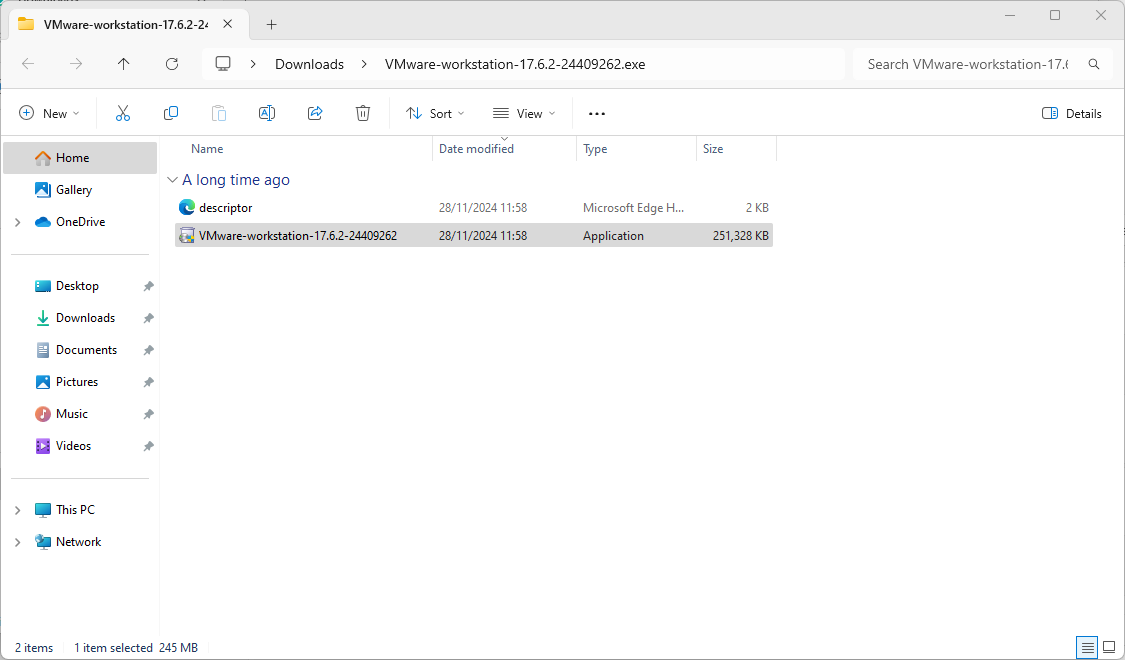 VMware-workstation-17.6.2-24
Downloads
VMware-workstation-17.6.2-24409262.exe
Search VMware-workstation-17.6
New
Sort
View
Details
Home
Gallery
OneDrive
Desktop
Downloads
Documents
Pictures
Music
Videos
This PC
Network
Name Date modified Type Size
A long time ago
descriptor 28/11/2024 11:58 Microsoft Edge H... 2 KB
VMware-workstation-17.6.2-24409262 28/11/2024 11:58 Application 251,328 KB
2 items 1 item selected 245 MB